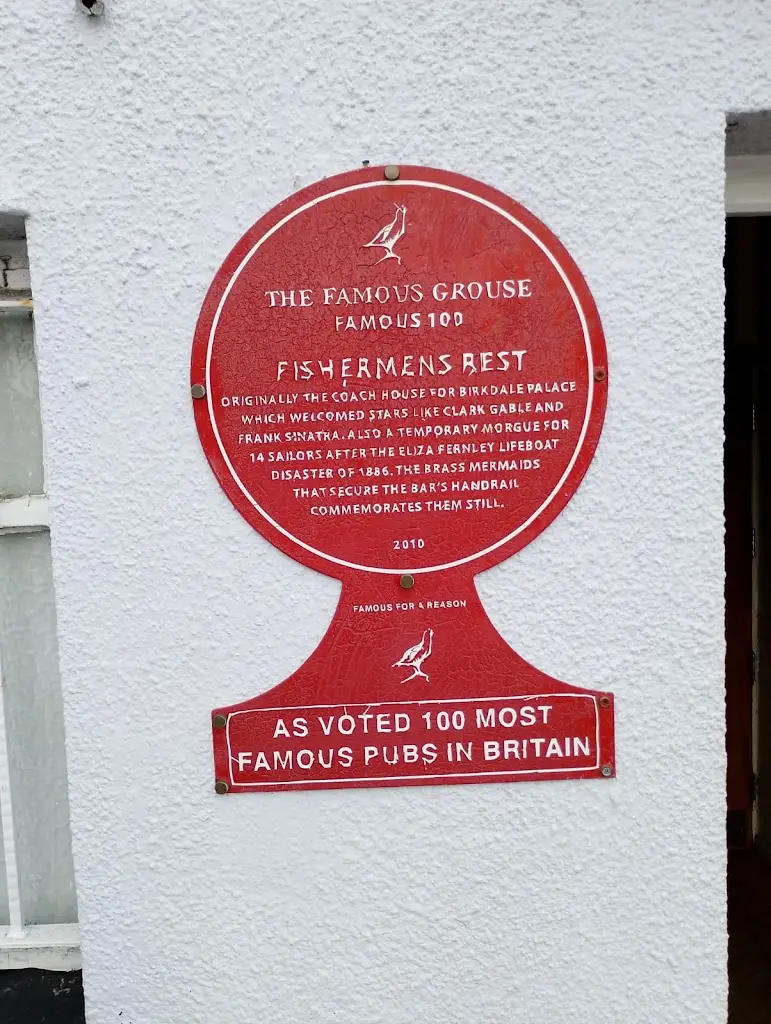 THE FAMOUS GROUSE
FAMOUS 100
FISHERMENS REST
ORIGINALLY THE COACH HOUSE FOR BIRKDALE PALACE
WHICH WELCOMED STARS LIKE CLARK GABLE AND
FRANK SINATRA. ALSO A TEMPORARY MORGUE FOR
14 SAILORS AFTER THE ELIZA FERNLEY LIFEBOAT
DISASTER OF 1886. THE BRASS MERMAIDS
THAT SECURE THE BAR'S HANDRAIL
COMMEMORATES THEM STILL.
2010
FAMOUS FOR A REASON
AS VOTED 100 MOST
FAMOUS PUBS IN BRITAIN